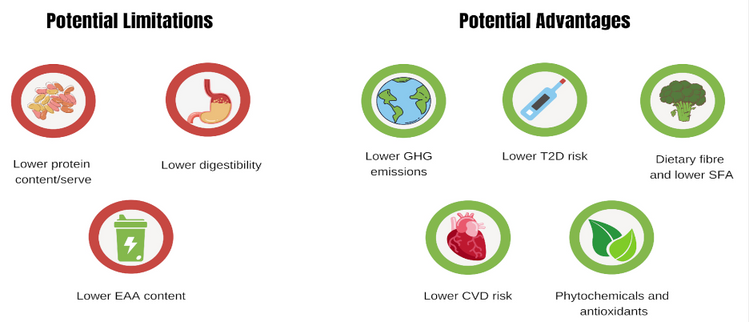 Potential Limitations
Lower protein
content/serve
Lower digestibility
Lower EAA content
Potential Advantages
Lower GHG
emissions
Lower T2D risk
Dietary fibre
and lower SFA
Lower CVD risk
Phytochemicals and
antioxidants